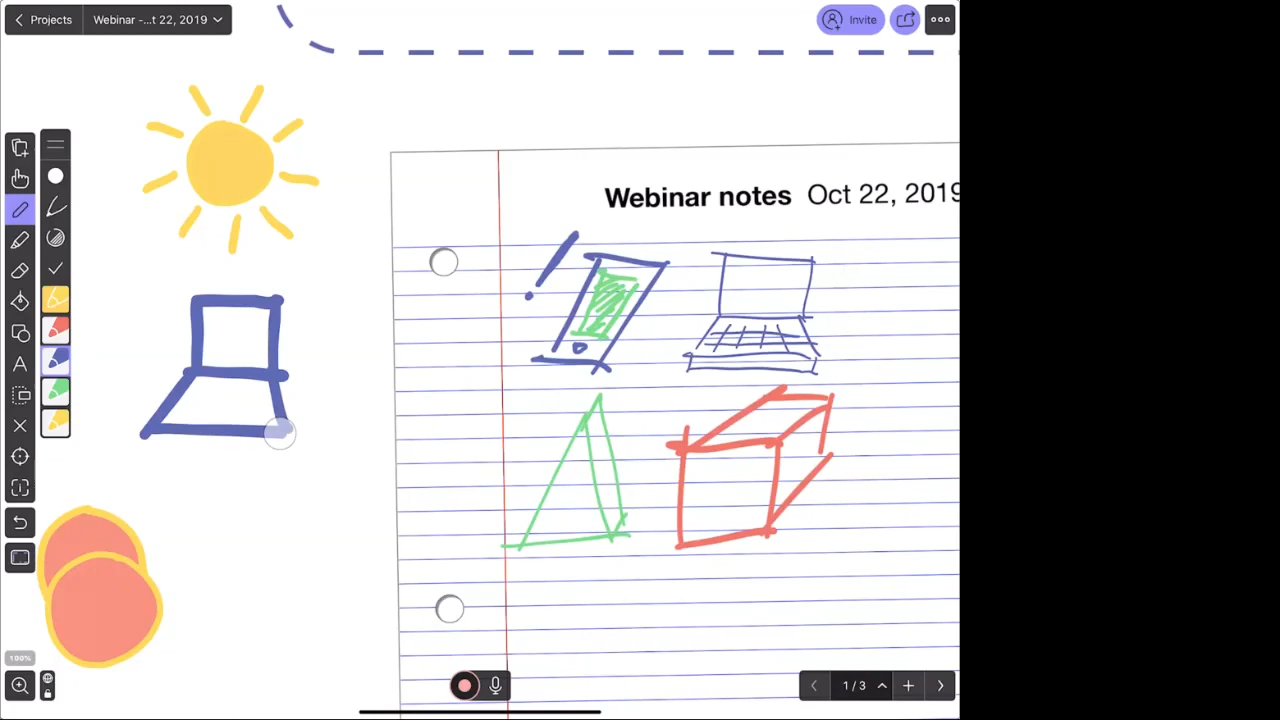 Projects
Webinar -...t 22, 2019
Invite
Webinar notes Oct 22, 2019
A
100%
1 / 3